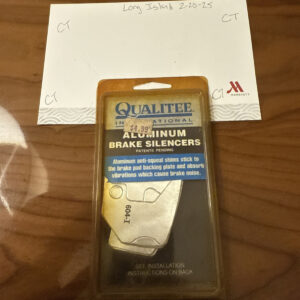 Long Island 2-20-25
CT
CT
MARRIOTT
CT
CT
QUALITEE
INTERNATIONAL
ALUMINUM
BRAKE SILENCERS
PATENTS PENDING
Aluminum anti-squeal shims stick to
the brake pad backing plate and absorb
vibrations which cause brake noise.
604-T
SEE INSTALLATION
INSTRUCTIONS ON BACK